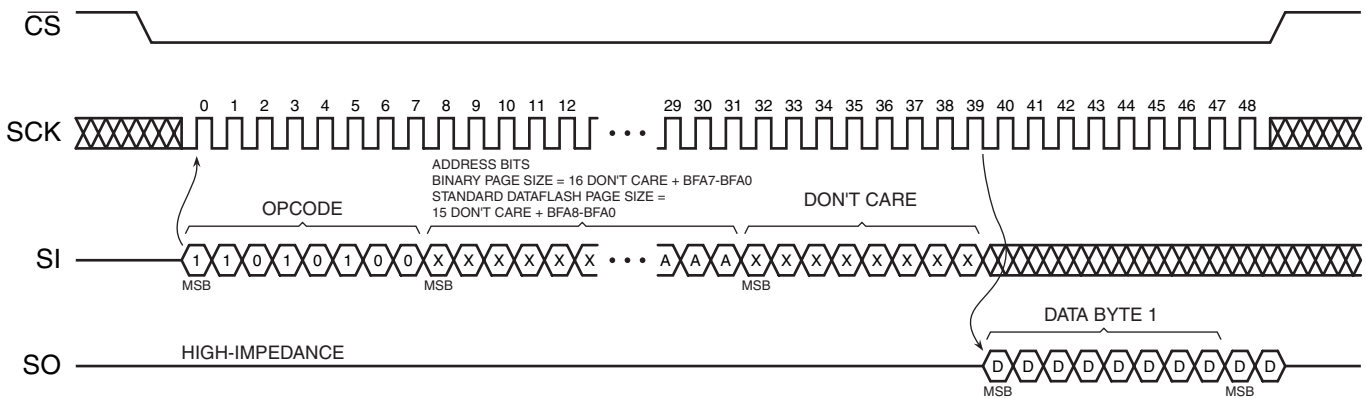 CS
SCK
0 1 2 3 4 5 6 7 8 9 10 11 12 29 30 31 32 33 34 35 36 37 38 39 40 41 42 43 44 45 46 47 48
ADDRESS BITS
BINARY PAGE SIZE = 16 DON'T CARE + BFA7-BFA0
STANDARD DATAFLASH PAGE SIZE =
15 DON'T CARE + BFA8-BFA0
OPCODE
DON'T CARE
SI
1 1 0 1 0 1 0 0 X X X X X X A A A X X X X X X X X
MSB MSB MSB
DATA BYTE 1
SO
HIGH-IMPEDANCE
D D D D D D D D D D
MSB MSB